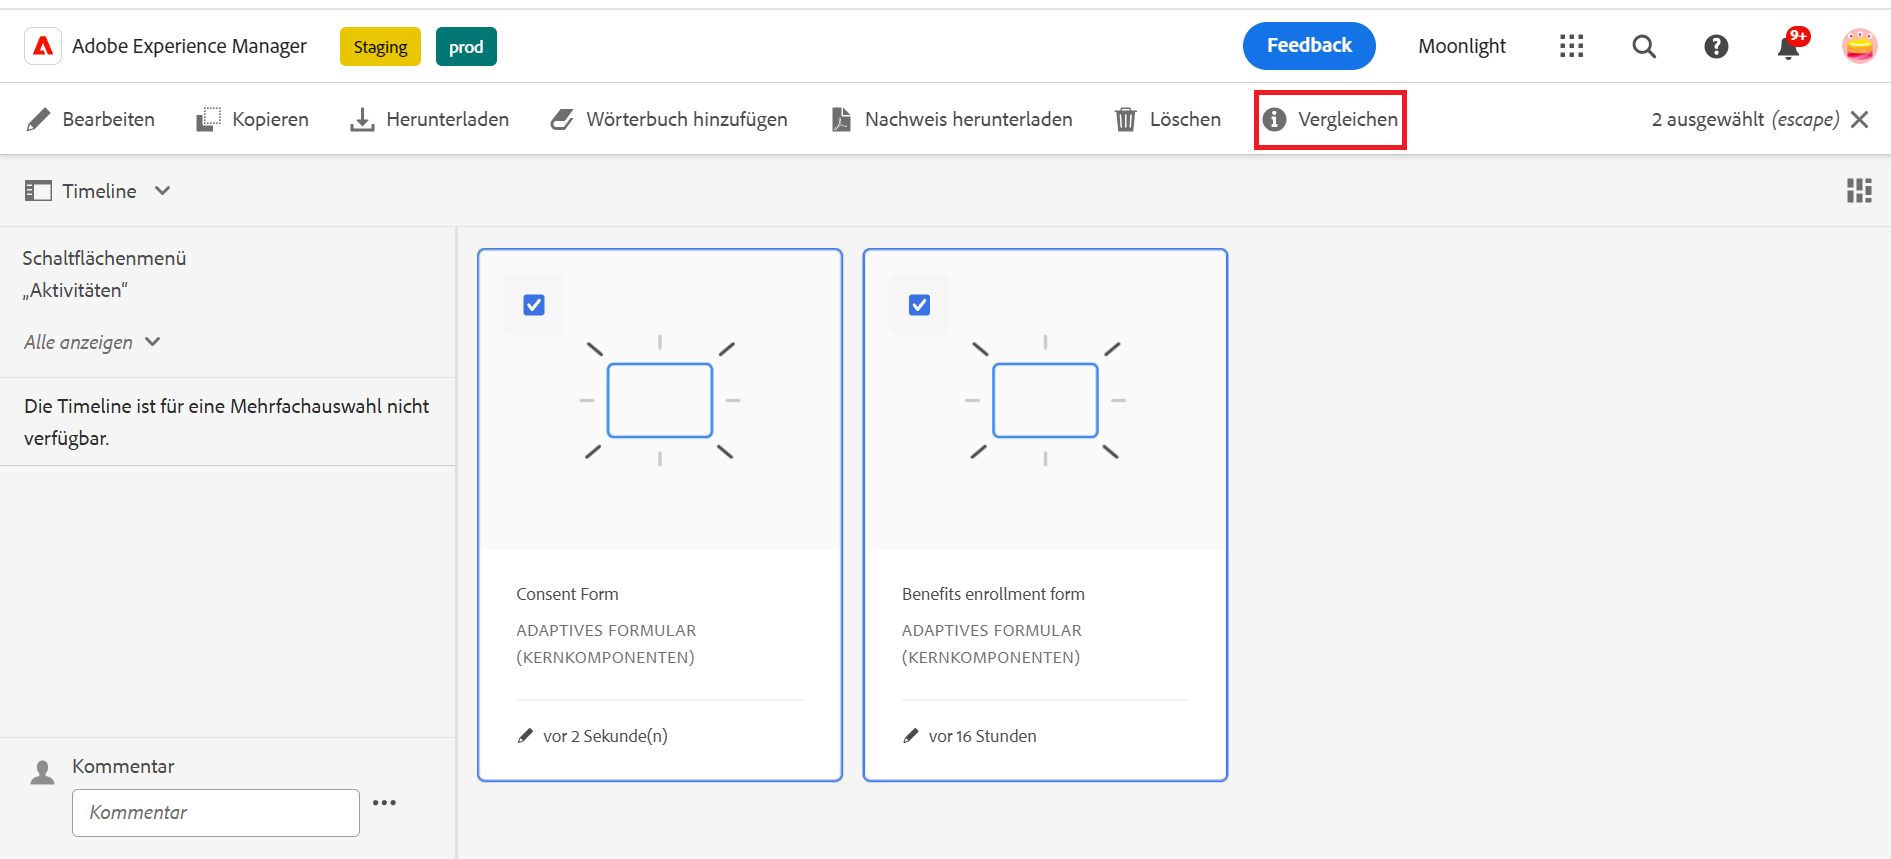 Adobe Experience Manager Staging prod Feedback Moonlight 9+
Bearbeiten Kopieren Herunterladen Wörterbuch hinzufügen Nachweis herunterladen Löschen Vergleichen 2 ausgewählt (escape)
Timeline
Schaltflächenmenü
„Aktivitäten“
Alle anzeigen
Die Timeline ist für eine Mehrfachauswahl nicht
verfügbar.
Consent Form
ADAPTIVES FORMULAR
(KERNKOMPONENTEN)
vor 2 Sekunde(n)
Benefits enrollment form
ADAPTIVES FORMULAR
(KERNKOMPONENTEN)
vor 16 Stunden
Kommentar
Kommentar